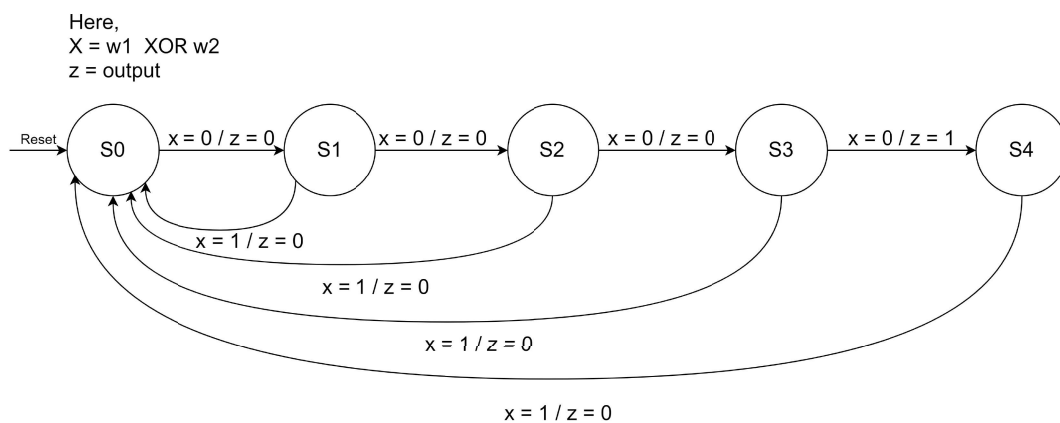 Here,
X = w1 XOR w2
z = output
Reset
S0
x = 0 / z = 0
S1
x = 0 / z = 0
S2
x = 0 / z = 0
S3
x = 0 / z = 1
S4
x = 1 / z = 0
x = 1 / z = 0
x = 1 / z = 0
x = 1 / z = 0